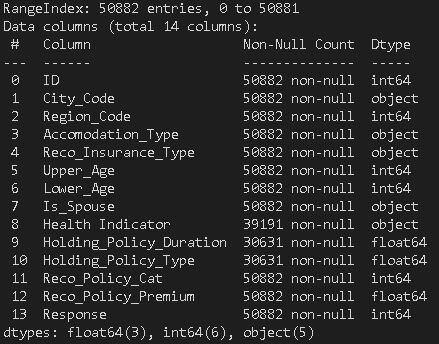 RangeIndex: 50882 entries, 0 to 50881
Data columns (total 14 columns):
 #   Column                   Non-Null Count  Dtype
---  ------                   --------------  -----
 0   ID                       50882 non-null  int64
 1   City_Code                50882 non-null  object
 2   Region_Code              50882 non-null  int64
 3   Accomodation_Type        50882 non-null  object
 4   Reco_Insurance_Type      50882 non-null  object
 5   Upper_Age                50882 non-null  int64
 6   Lower_Age                50882 non-null  int64
 7   Is_Spouse                50882 non-null  object
 8   Health Indicator         39191 non-null  object
 9   Holding_Policy_Duration  30631 non-null  float64
 10  Holding_Policy_Type      30631 non-null  float64
 11  Reco_Policy_Cat          50882 non-null  int64
 12  Reco_Policy_Premium      50882 non-null  float64
 13  Response                 50882 non-null  int64
dtypes: float64(3), int64(6), object(5)